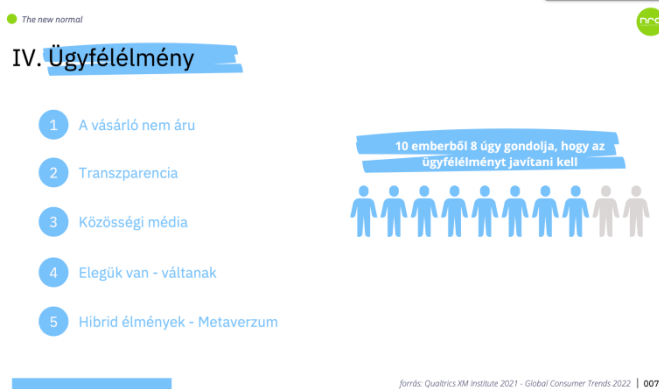 The new normal
IV. Ügyfélélmény
1 A vásárló nem áru
2 Transzparencia
3 Közösségi média
4 Elegük van - váltanak
5 Hibrid élmények - Metaverzum
10 emberből 8 úgy gondolja, hogy az
ügyfélélményt javítani kell
forrás: Qualtrics XM Institute 2021 - Global Consumer Trends 2022 | 007